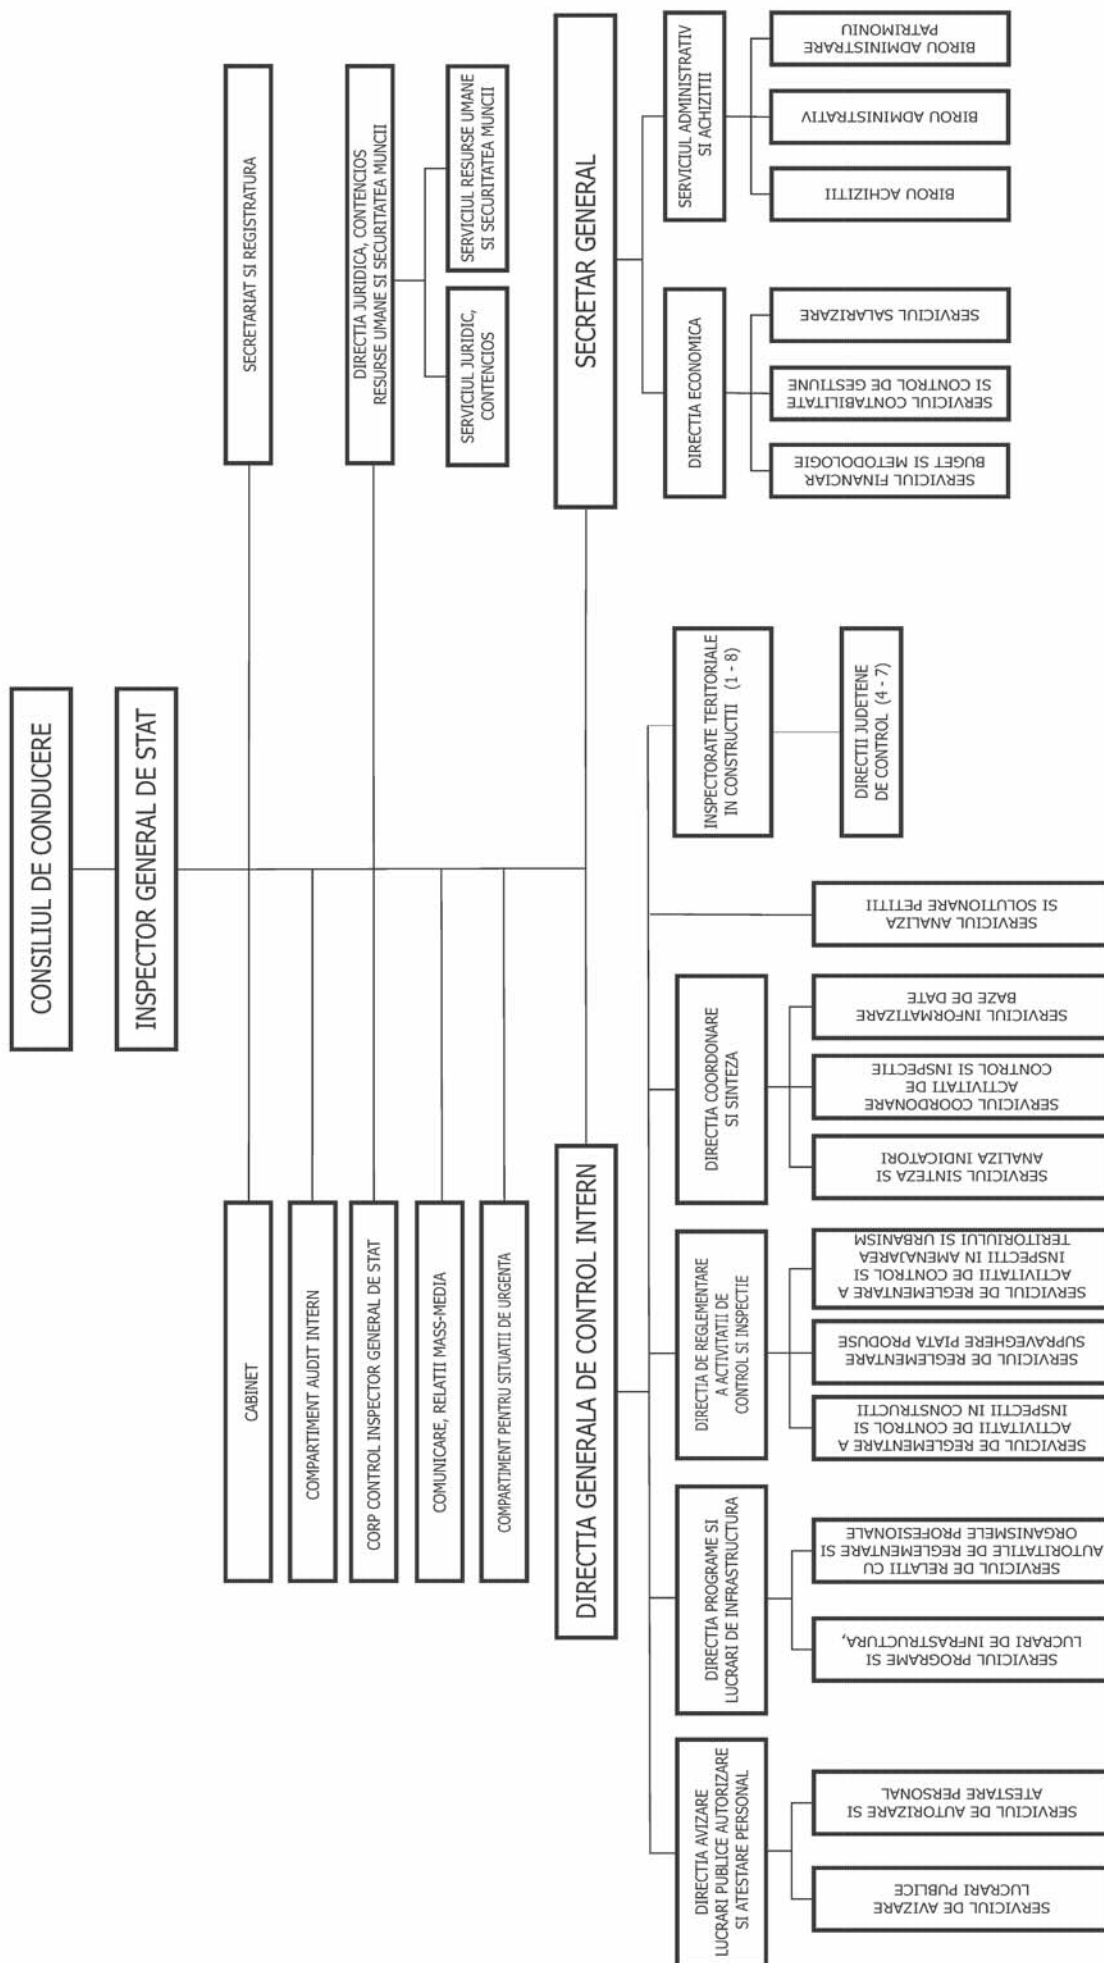 CONSILIUL DE CONDUCERE
INSPECTOR GENERAL DE STAT
CABINET
SECRETARIAT SI REGISTRATURA
COMPARTIMENT AUDIT INTERN
CORP CONTROL INSPECTOR GENERAL DE STAT
DIRECTIA JURIDICA, CONTENCIOS
RESURSE UMANE SI SECURITATEA MUNCII
SERVICIUL JURIDIC,
CONTENCIOS
SERVICIUL RESURSE UMANE
SI SECURITATEA MUNCII
COMUNICARE, RELATII MASS-MEDIA
COMPARTIMENT PENTRU SITUATII DE URGENTA
DIRECTIA GENERALA DE CONTROL INTERN
SECRETAR GENERAL
DIRECTIA AVIZARE
LUCRARI PUBLICE AUTORIZARE
SI ATESTARE PERSONAL
DIRECTIA PROGRAME SI
LUCRARI DE INFRASTRUCTURA
DIRECTIA DE REGLEMENTARE
A ACTIVITATII DE
CONTROL SI INSPECTIE
DIRECTIA COORDONARE
SI SINTEZA
INSPECTORATE TERITORIALE
IN CONSTRUCTII (1 - 8)
DIRECTIA ECONOMICA
SERVICIUL ADMINISTRATIV
SI ACHIZITII
SERVICIUL DE AVIZARE
LUCRARI PUBLICE
SERVICIUL DE AUTORIZARE SI
ATESTARE PERSONAL
SERVICIUL PROGRAME SI
LUCRARI DE INFRASTRUCTURA,
SERVICIUL DE RELATII CU
AUTORITATILE DE REGLEMENTARE SI
ORGANISMELE PROFESIONALE
SERVICIUL DE REGLEMENTARE A
ACTIVITATII DE CONTROL SI
INSPECTII IN CONSTRUCTII
SERVICIUL DE REGLEMENTARE
SUPRAVEGHERE PIATA PRODUSE
SERVICIUL DE REGLEMENTARE A
ACTIVITATII DE CONTROL SI
INSPECTII IN AMENAJAREA
TERITORIULUI SI URBANISM
SERVICIUL SINTEZA SI
ANALIZA INDICATORI
SERVICIUL COORDONARE
ACTIVITATI DE
CONTROL SI INSPECTIE
SERVICIUL INFORMATIZARE
BAZE DE DATE
SERVICIUL ANALIZA
SI SOLUTIONARE PETITII
DIRECTII JUDETENE
DE CONTROL (4 - 7)
SERVICIUL FINANCIAR
BUGET SI METODOLOGIE
SERVICIUL CONTABILITATE
SI CONTROL DE GESTIUNE
SERVICIUL SALARIZARE
BIROU ACHIZITII
BIROU ADMINISTRATIV
BIROU ADMINISTRARE
PATRIMONIU